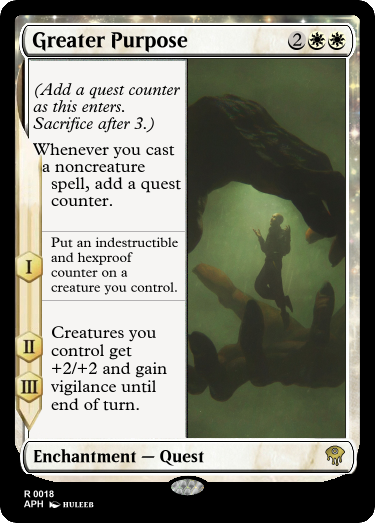 Greater Purpose 2
(Add a quest counter
as this enters.
Sacrifice after 3.)
Whenever you cast
a noncreature
spell, add a quest
counter.
I
Put an indestructible
and hexproof
counter on a
creature you control.
II
III
Creatures you
control get
+2/+2 and gain
vigilance until
end of turn.
Enchantment — Quest
R 0018
APH HULEEB